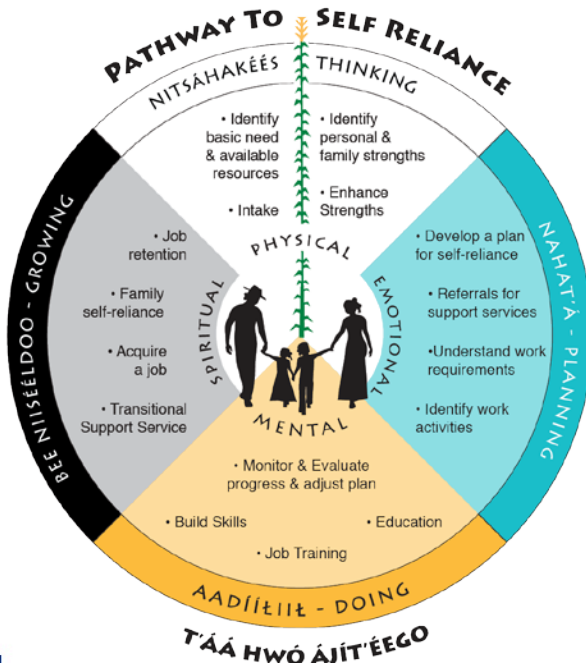 PATHWAY TO SELF RELIANCE
NITSÁHAKÉÉS THINKING
• Identify
basic need
& available
resources
• Intake
• Identify
personal &
family strengths
• Enhance
Strengths
NAHAT'Á - PLANNING
• Develop a plan
for self-reliance
• Referrals for
support services
•Understand work
requirements
• Identify work
activities
AADÍÍŁIIŁ - DOING
• Monitor & Evaluate
progress & adjust plan
• Build Skills
• Education
• Job Training
BEE NIISÉÉLDOO - GROWING
• Job
retention
• Family
self-reliance
• Acquire
a job
• Transitional
Support Service
PHYSICAL
EMOTIONAL
MENTAL
SPIRITUAL
T'ÁÁ HWÓ ÁJÍT'ÉEGO